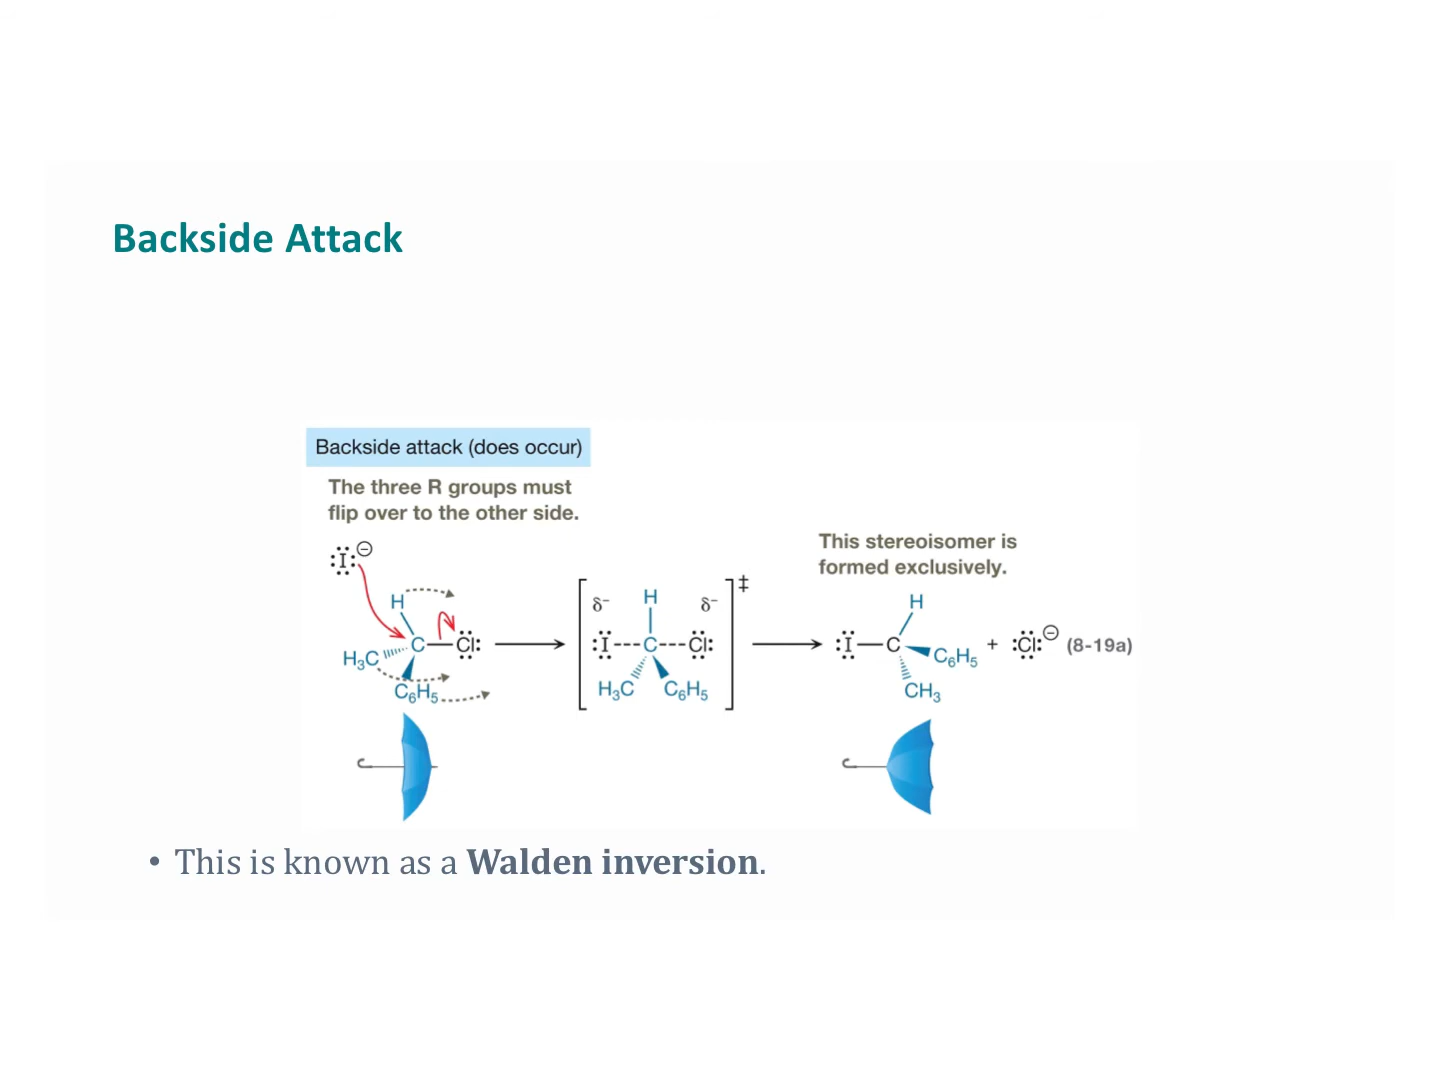 Backside Attack
Backside attack (does occur)
The three R groups must
flip over to the other side.
:I:⊖
H
C—Cl:
H₃C
C₆H₅
[δ⁻ H δ⁻]‡
:I---C---Cl:
H₃C C₆H₅
This stereoisomer is
formed exclusively.
H
:I—C
C₆H₅ + :Cl:⊖ (8-19a)
CH₃
• This is known as a Walden inversion.